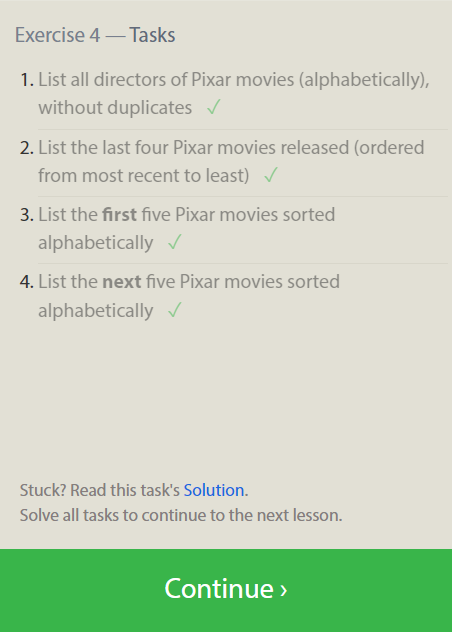 Exercise 4 — Tasks
1. List all directors of Pixar movies (alphabetically),
without duplicates ✓
2. List the last four Pixar movies released (ordered
from most recent to least) ✓
3. List the first five Pixar movies sorted
alphabetically ✓
4. List the next five Pixar movies sorted
alphabetically ✓
Stuck? Read this task's Solution.
Solve all tasks to continue to the next lesson.
Continue ›